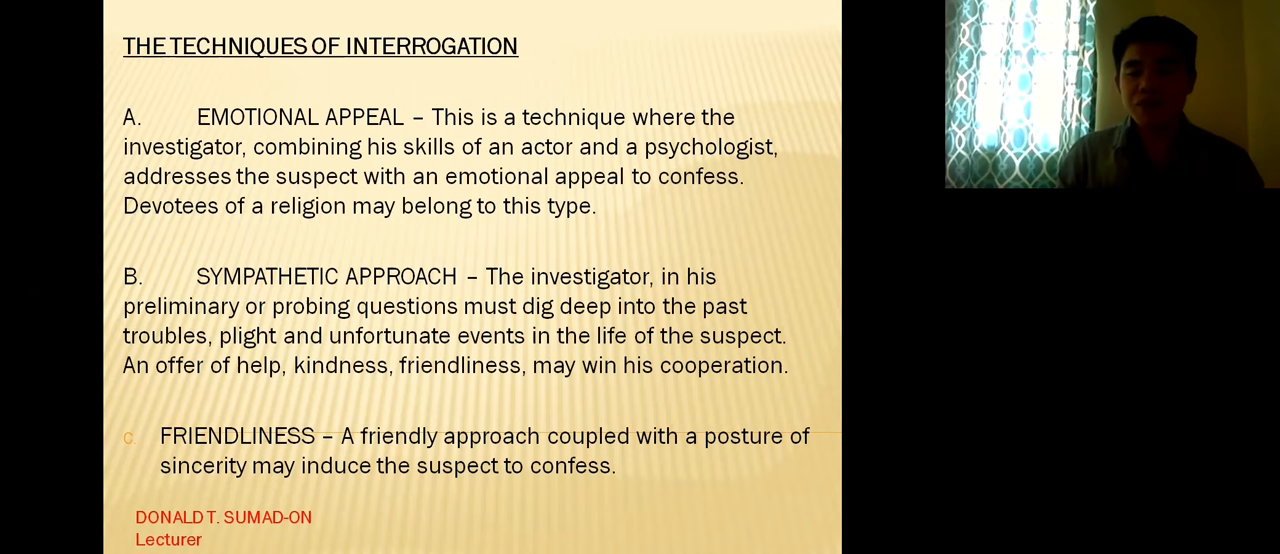 THE TECHNIQUES OF INTERROGATION
A. EMOTIONAL APPEAL – This is a technique where the
investigator, combining his skills of an actor and a psychologist,
addresses the suspect with an emotional appeal to confess.
Devotees of a religion may belong to this type.
B. SYMPATHETIC APPROACH – The investigator, in his
preliminary or probing questions must dig deep into the past
troubles, plight and unfortunate events in the life of the suspect.
An offer of help, kindness, friendliness, may win his cooperation.
C. FRIENDLINESS – A friendly approach coupled with a posture of
sincerity may induce the suspect to confess.
DONALD T. SUMAD-ON
Lecturer